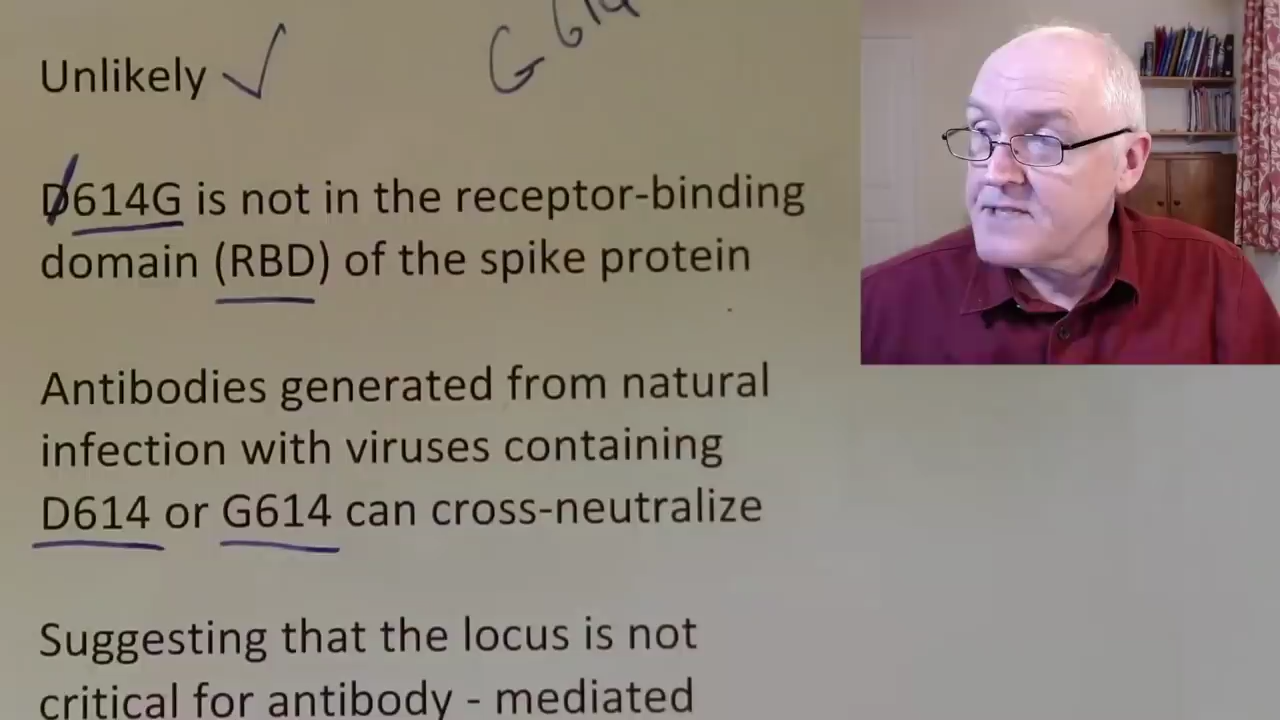 Unlikely ✓
G614
D614G is not in the receptor-binding
domain (RBD) of the spike protein
Antibodies generated from natural
infection with viruses containing
D614 or G614 can cross-neutralize
Suggesting that the locus is not
critical for antibody - mediated